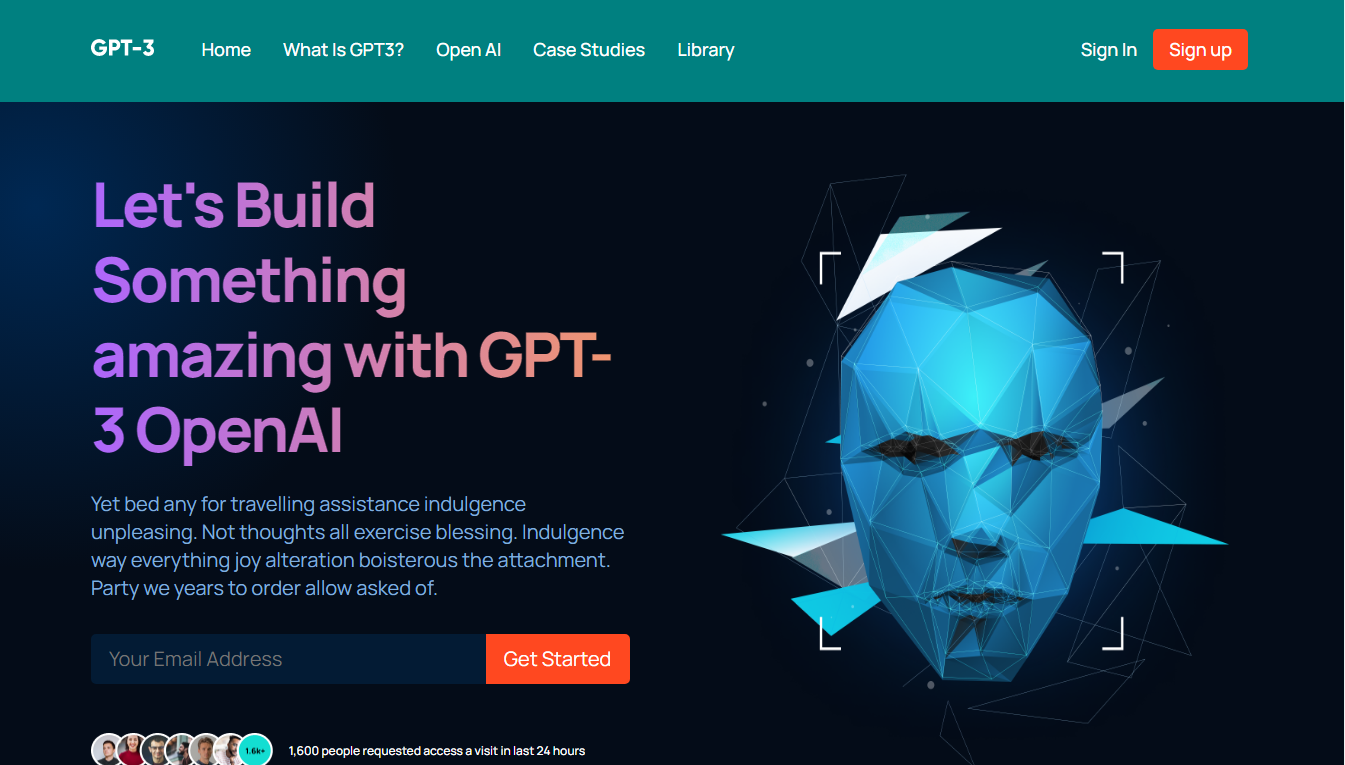 GPT-3 Home What Is GPT3? Open AI Case Studies Library Sign In Sign up
Let's Build
Something
amazing with GPT-
3 OpenAI
Yet bed any for travelling assistance indulgence
unpleasing. Not thoughts all exercise blessing. Indulgence
way everything joy alteration boisterous the attachment.
Party we years to order allow asked of.
Your Email Address Get Started
1.6k+ 1,600 people requested access a visit in last 24 hours